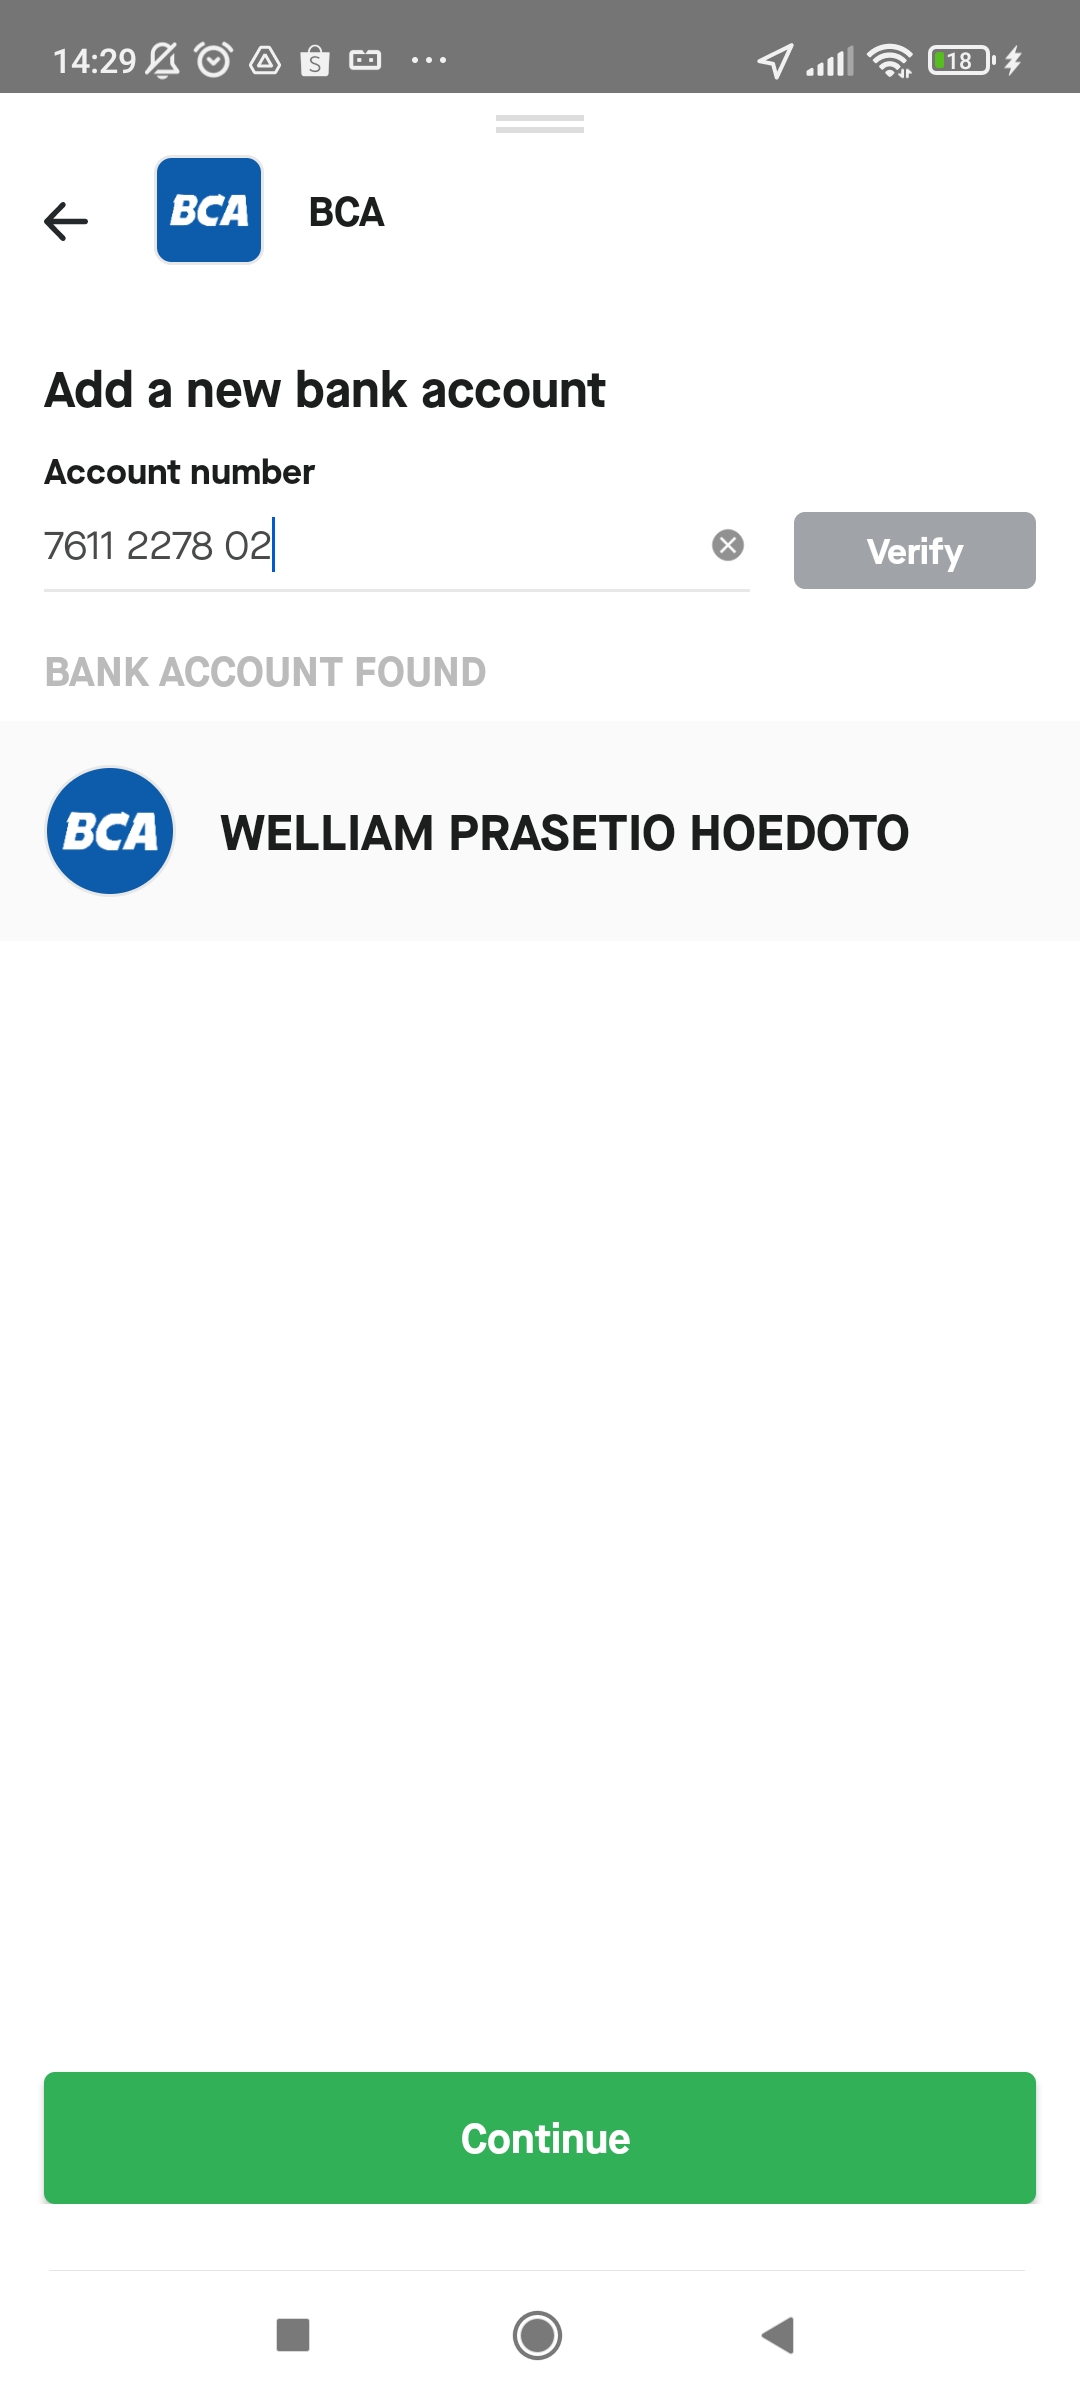 14:29
18
BCA
BCA
Add a new bank account
Account number
7611 2278 02
Verify
BANK ACCOUNT FOUND
BCA
WELLIAM PRASETIO HOEDOTO
Continue